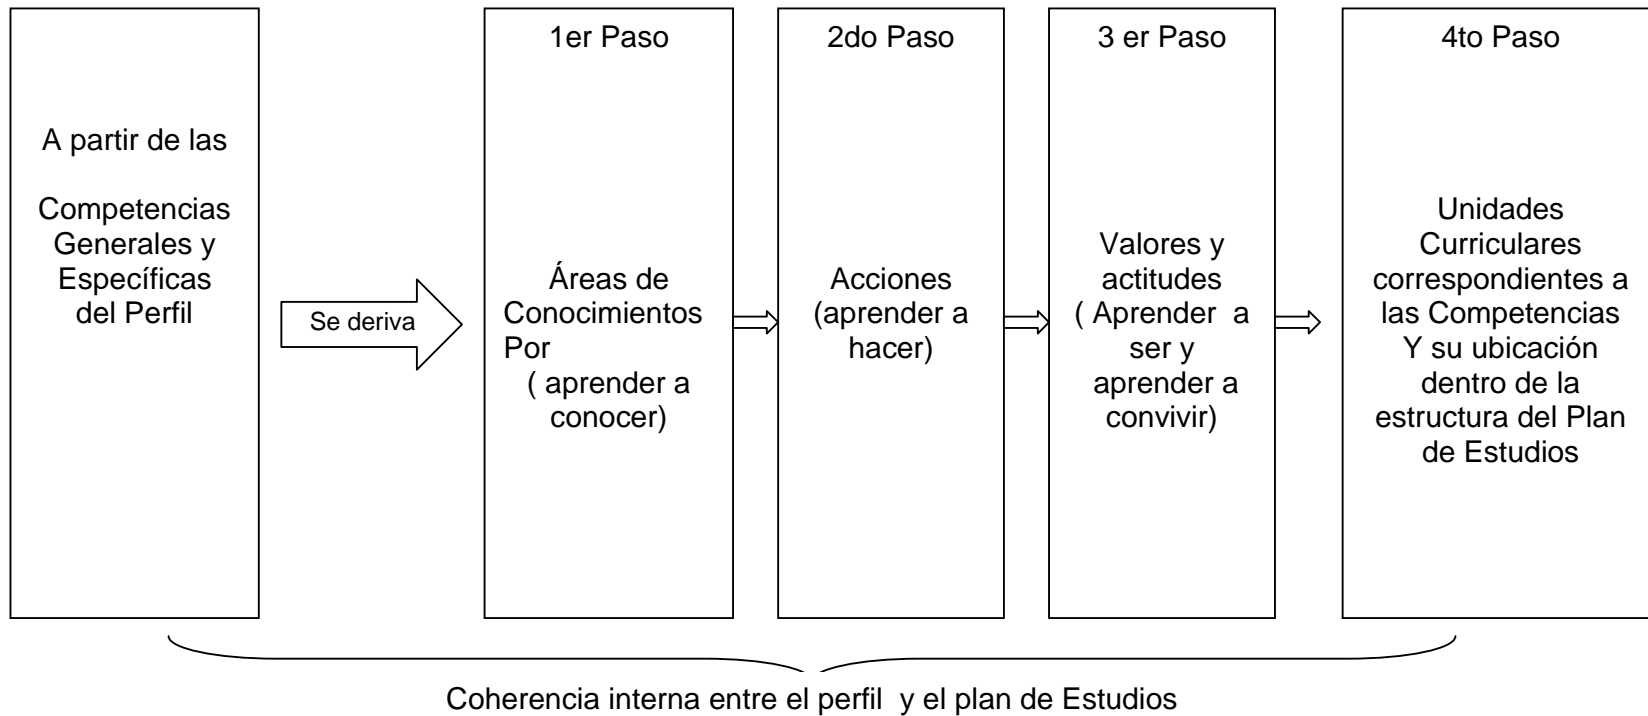 A partir de las
Competencias
Generales y
Específicas
del Perfil
Se deriva
1er Paso
Áreas de
Conocimientos
Por
( aprender a
conocer)
2do Paso
Acciones
(aprender a
hacer)
3 er Paso
Valores y
actitudes
( Aprender  a
ser y
aprender a
convivir)
4to Paso
Unidades
Curriculares
correspondientes a
las Competencias
Y su ubicación
dentro de la
estructura del Plan
de Estudios
Coherencia interna entre el perfil  y el plan de Estudios